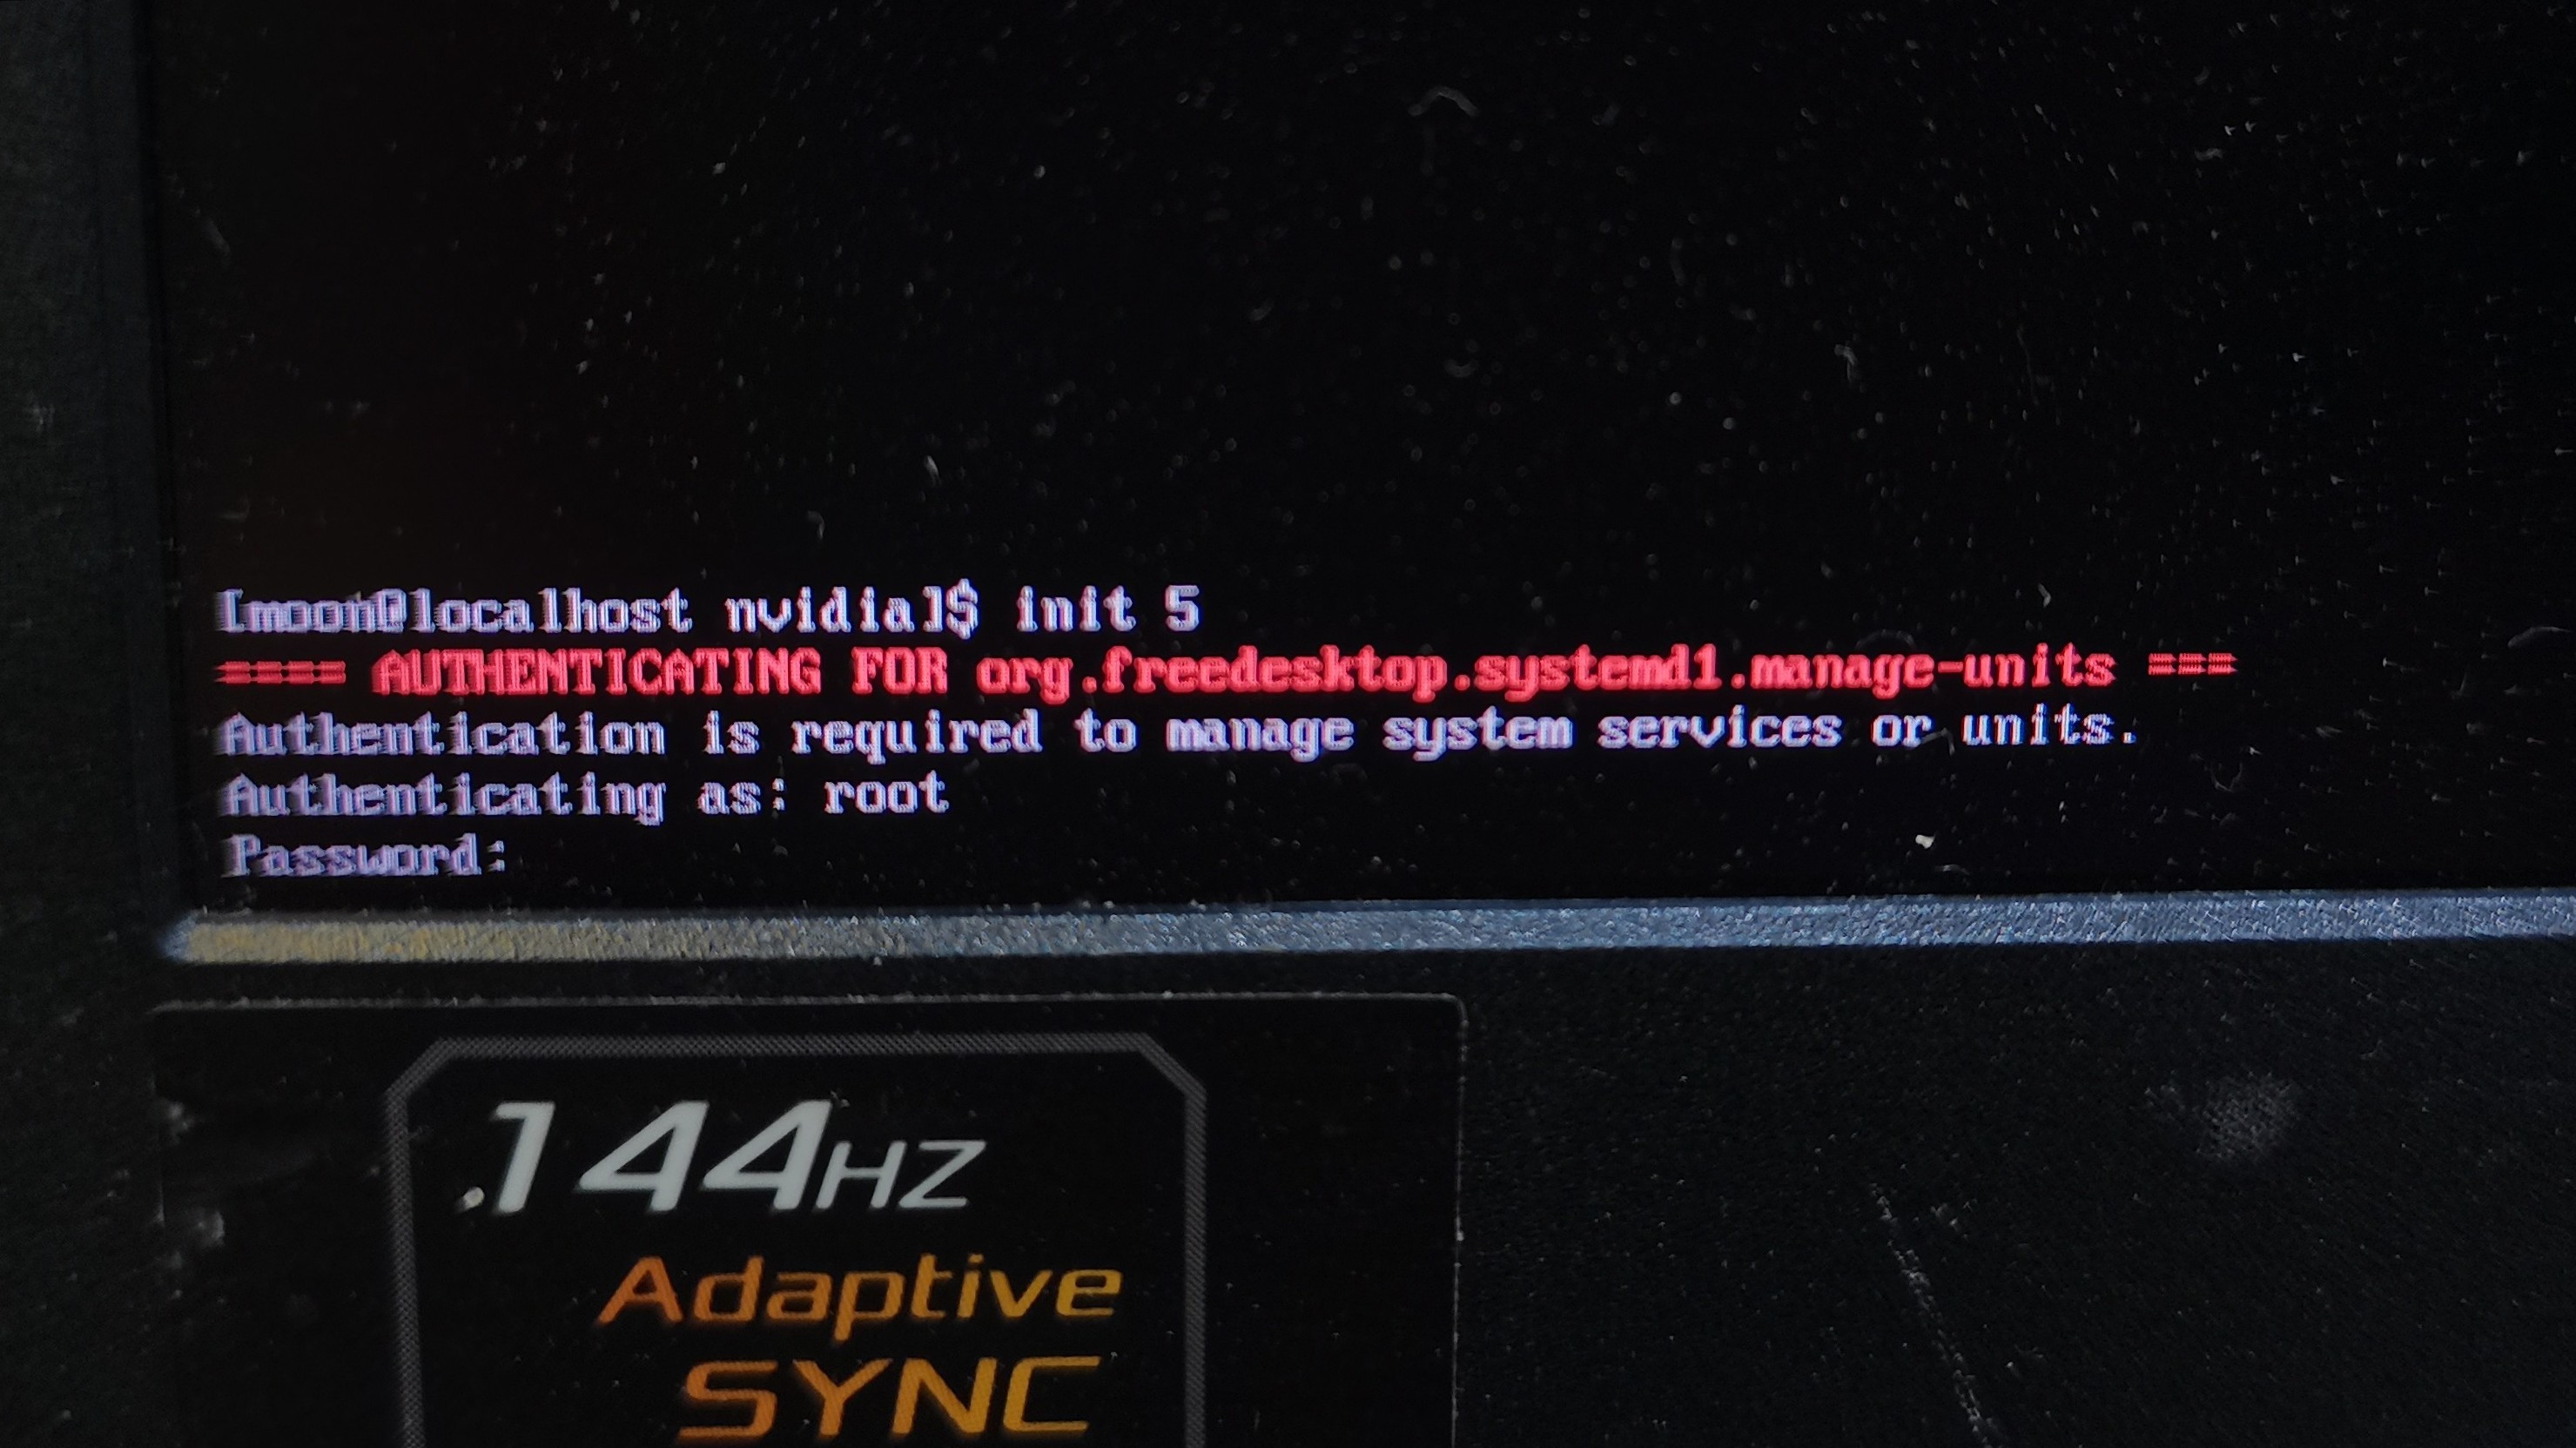 [moon@localhost nvidia]$ init 5
==== AUTHENTICATING FOR org.freedesktop.systemd1.manage-units ===
Authentication is required to manage system services or units.
Authenticating as: root
Password:
144HZ
Adaptive
SYNC